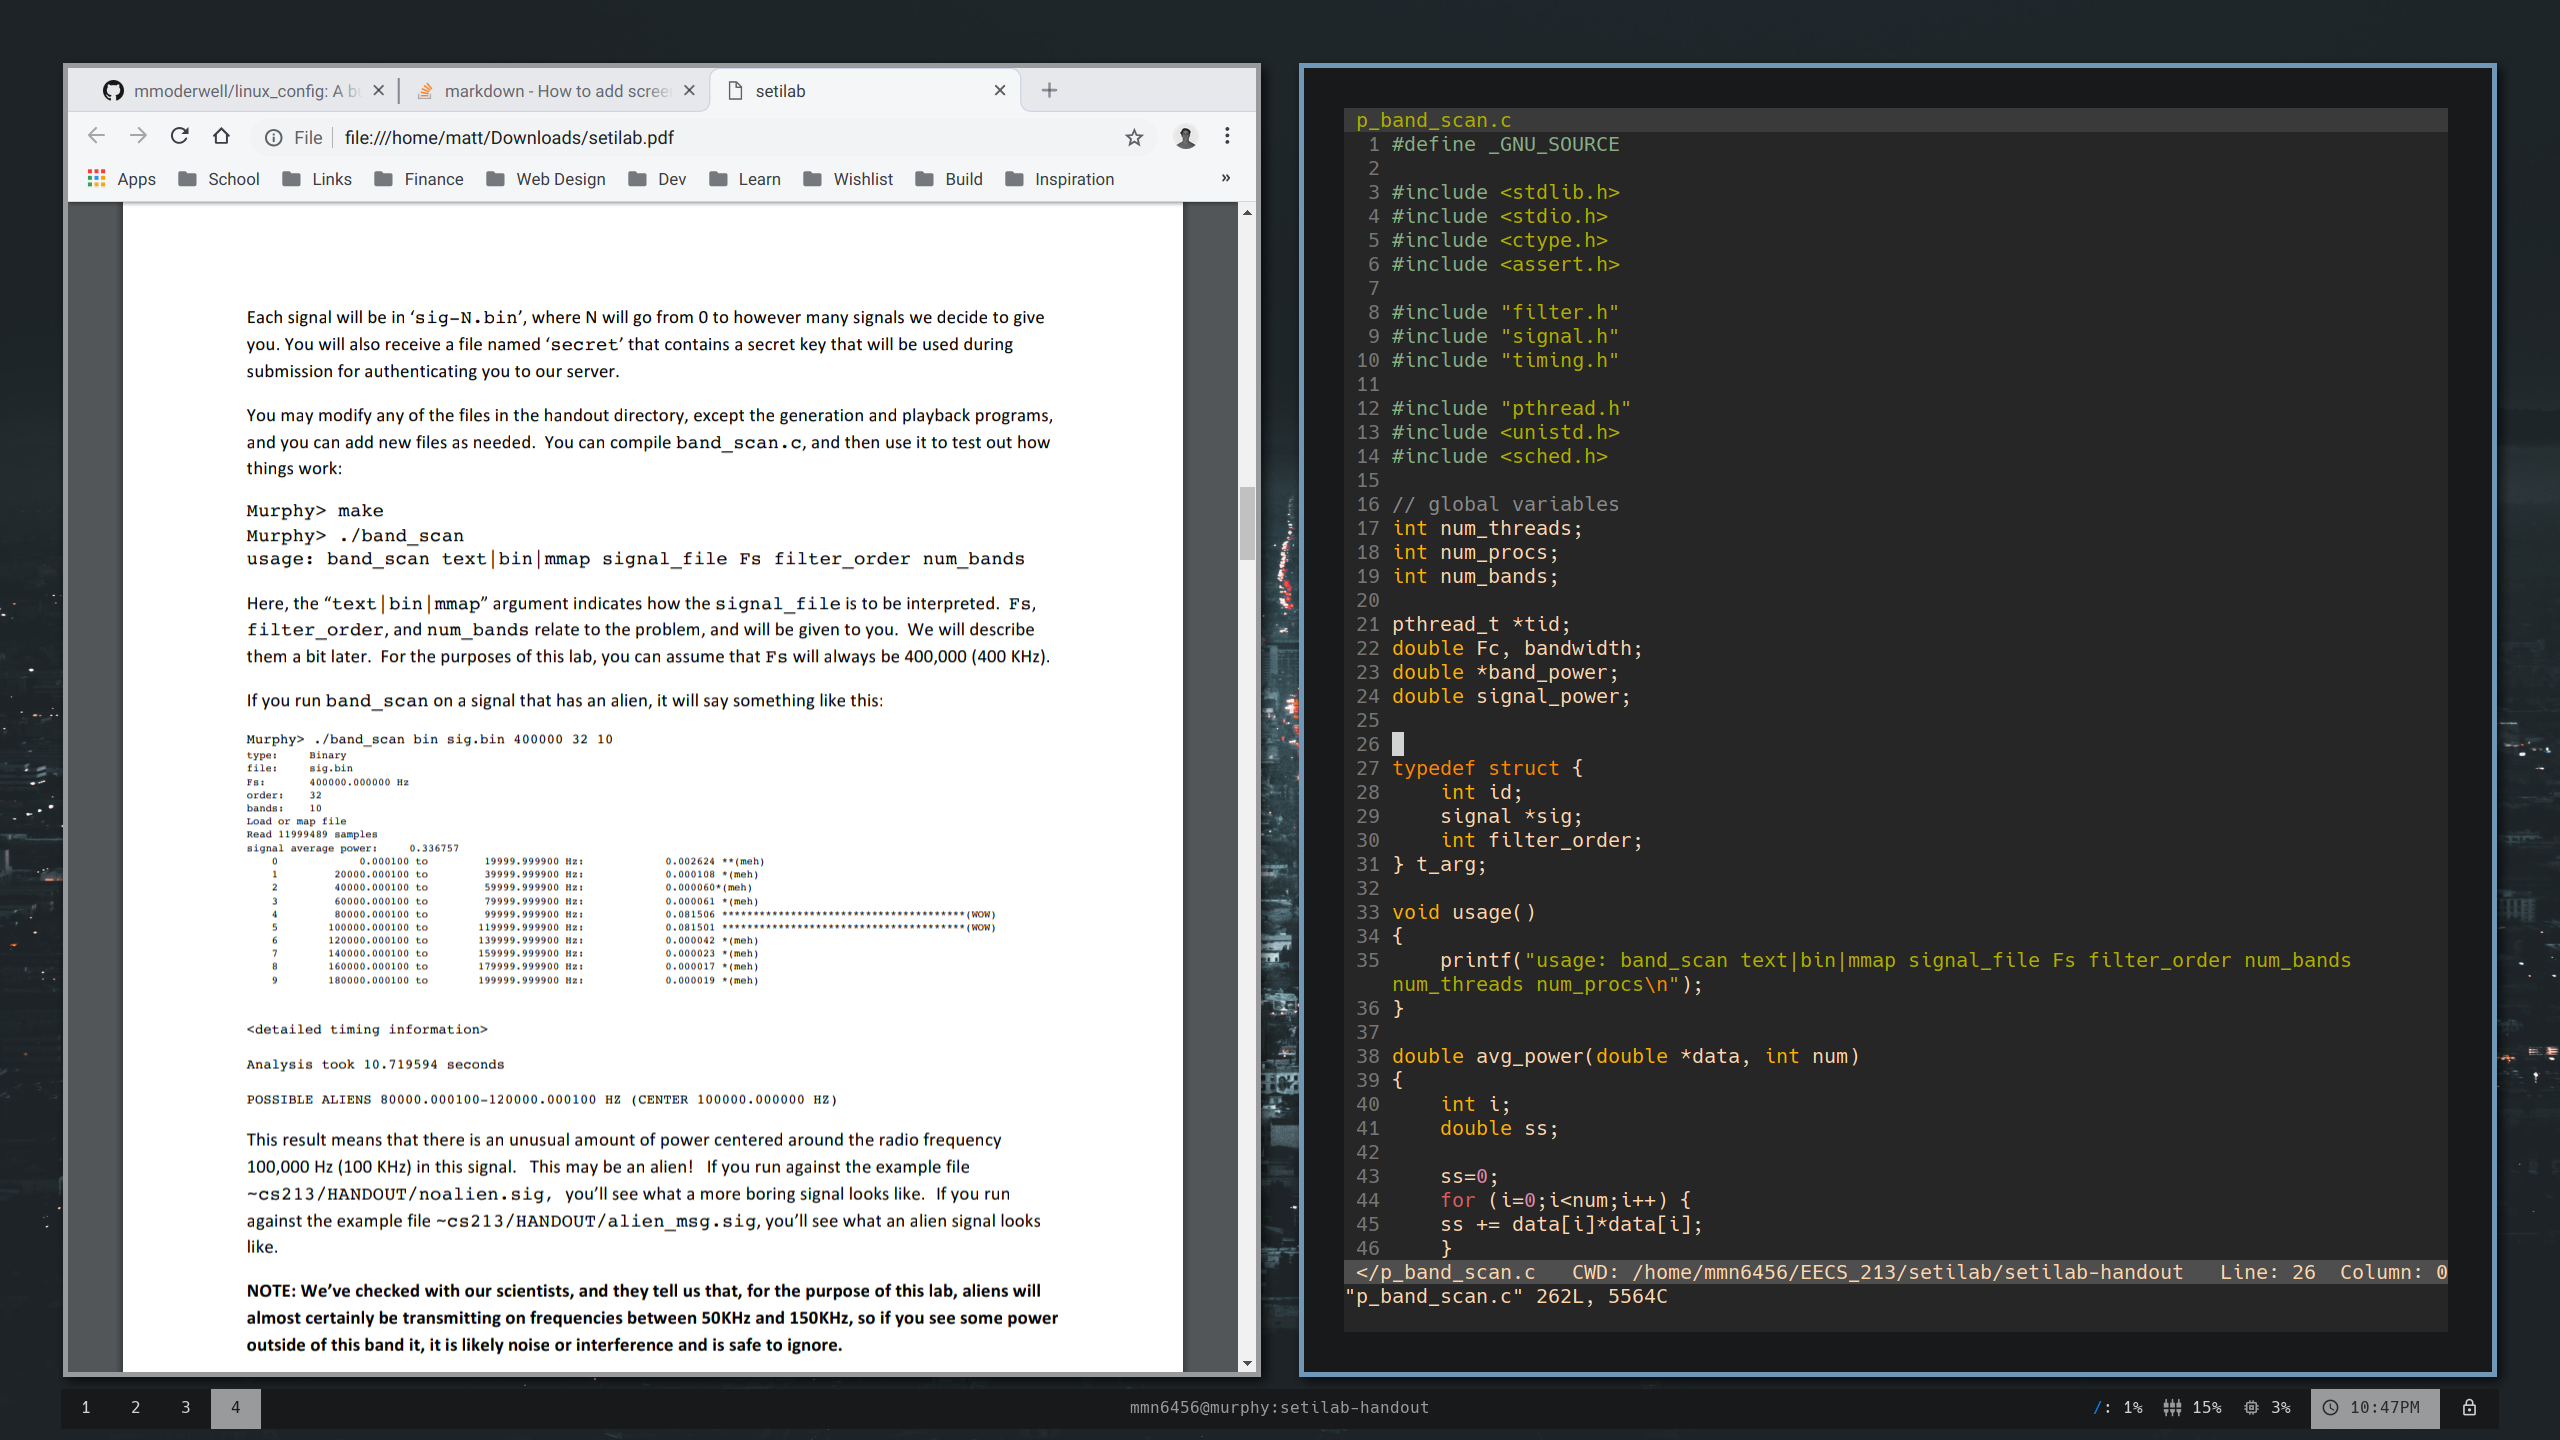 mmoderwell/linux_config: A b
markdown - How to add scree
setilab
File
file:///home/matt/Downloads/setilab.pdf
Apps School Links Finance Web Design Dev Learn Wishlist Build Inspiration »
Each signal will be in ‘sig-N.bin’, where N will go from 0 to however many signals we decide to give
you. You will also receive a file named ‘secret’ that contains a secret key that will be used during
submission for authenticating you to our server.
You may modify any of the files in the handout directory, except the generation and playback programs,
and you can add new files as needed. You can compile band_scan.c, and then use it to test out how
things work:
Murphy> make
Murphy> ./band_scan
usage: band_scan text|bin|mmap signal_file Fs filter_order num_bands
Here, the “text|bin|mmap” argument indicates how the signal_file is to be interpreted. Fs,
filter_order, and num_bands relate to the problem, and will be given to you. We will describe
them a bit later. For the purposes of this lab, you can assume that Fs will always be 400,000 (400 KHz).
If you run band_scan on a signal that has an alien, it will say something like this:
Murphy> ./band_scan bin sig.bin 400000 32 10
type: Binary
file: sig.bin
Fs: 400000.000000 Hz
order: 32
bands: 10
Load or map file
Read 11999489 samples
signal average power: 0.336757
0 0.000100 to 19999.999900 Hz: 0.002624 **(meh)
1 20000.000100 to 39999.999900 Hz: 0.000108 *(meh)
2 40000.000100 to 59999.999900 Hz: 0.000060*(meh)
3 60000.000100 to 79999.999900 Hz: 0.000061 *(meh)
4 80000.000100 to 99999.999900 Hz: 0.081506 ***************************************(WOW)
5 100000.000100 to 119999.999900 Hz: 0.081501 ***************************************(WOW)
6 120000.000100 to 139999.999900 Hz: 0.000042 *(meh)
7 140000.000100 to 159999.999900 Hz: 0.000023 *(meh)
8 160000.000100 to 179999.999900 Hz: 0.000017 *(meh)
9 180000.000100 to 199999.999900 Hz: 0.000019 *(meh)
<detailed timing information>
Analysis took 10.719594 seconds
POSSIBLE ALIENS 80000.000100-120000.000100 HZ (CENTER 100000.000000 HZ)
This result means that there is an unusual amount of power centered around the radio frequency
100,000 Hz (100 KHz) in this signal. This may be an alien! If you run against the example file
~cs213/HANDOUT/noalien.sig, you’ll see what a more boring signal looks like. If you run
against the example file ~cs213/HANDOUT/alien_msg.sig, you’ll see what an alien signal looks
like.
NOTE: We’ve checked with our scientists, and they tell us that, for the purpose of this lab, aliens will
almost certainly be transmitting on frequencies between 50KHz and 150KHz, so if you see some power
outside of this band it, it is likely noise or interference and is safe to ignore.
p_band_scan.c
1 #define _GNU_SOURCE
2
3 #include <stdlib.h>
4 #include <stdio.h>
5 #include <ctype.h>
6 #include <assert.h>
7
8 #include "filter.h"
9 #include "signal.h"
10 #include "timing.h"
11
12 #include "pthread.h"
13 #include <unistd.h>
14 #include <sched.h>
15
16 // global variables
17 int num_threads;
18 int num_procs;
19 int num_bands;
20
21 pthread_t *tid;
22 double Fc, bandwidth;
23 double *band_power;
24 double signal_power;
25
26
27 typedef struct {
28 int id;
29 signal *sig;
30 int filter_order;
31 } t_arg;
32
33 void usage()
34 {
35 printf("usage: band_scan text|bin|mmap signal_file Fs filter_order num_bands
num_threads num_procs\n");
36 }
37
38 double avg_power(double *data, int num)
39 {
40 int i;
41 double ss;
42
43 ss=0;
44 for (i=0;i<num;i++) {
45 ss += data[i]*data[i];
46 }
</p_band_scan.c CWD: /home/mmn6456/EECS_213/setilab/setilab-handout Line: 26 Column: 0
"p_band_scan.c" 262L, 5564C
1 2 3 4
mmn6456@murphy:setilab-handout
/: 1% 15% 3% 10:47PM